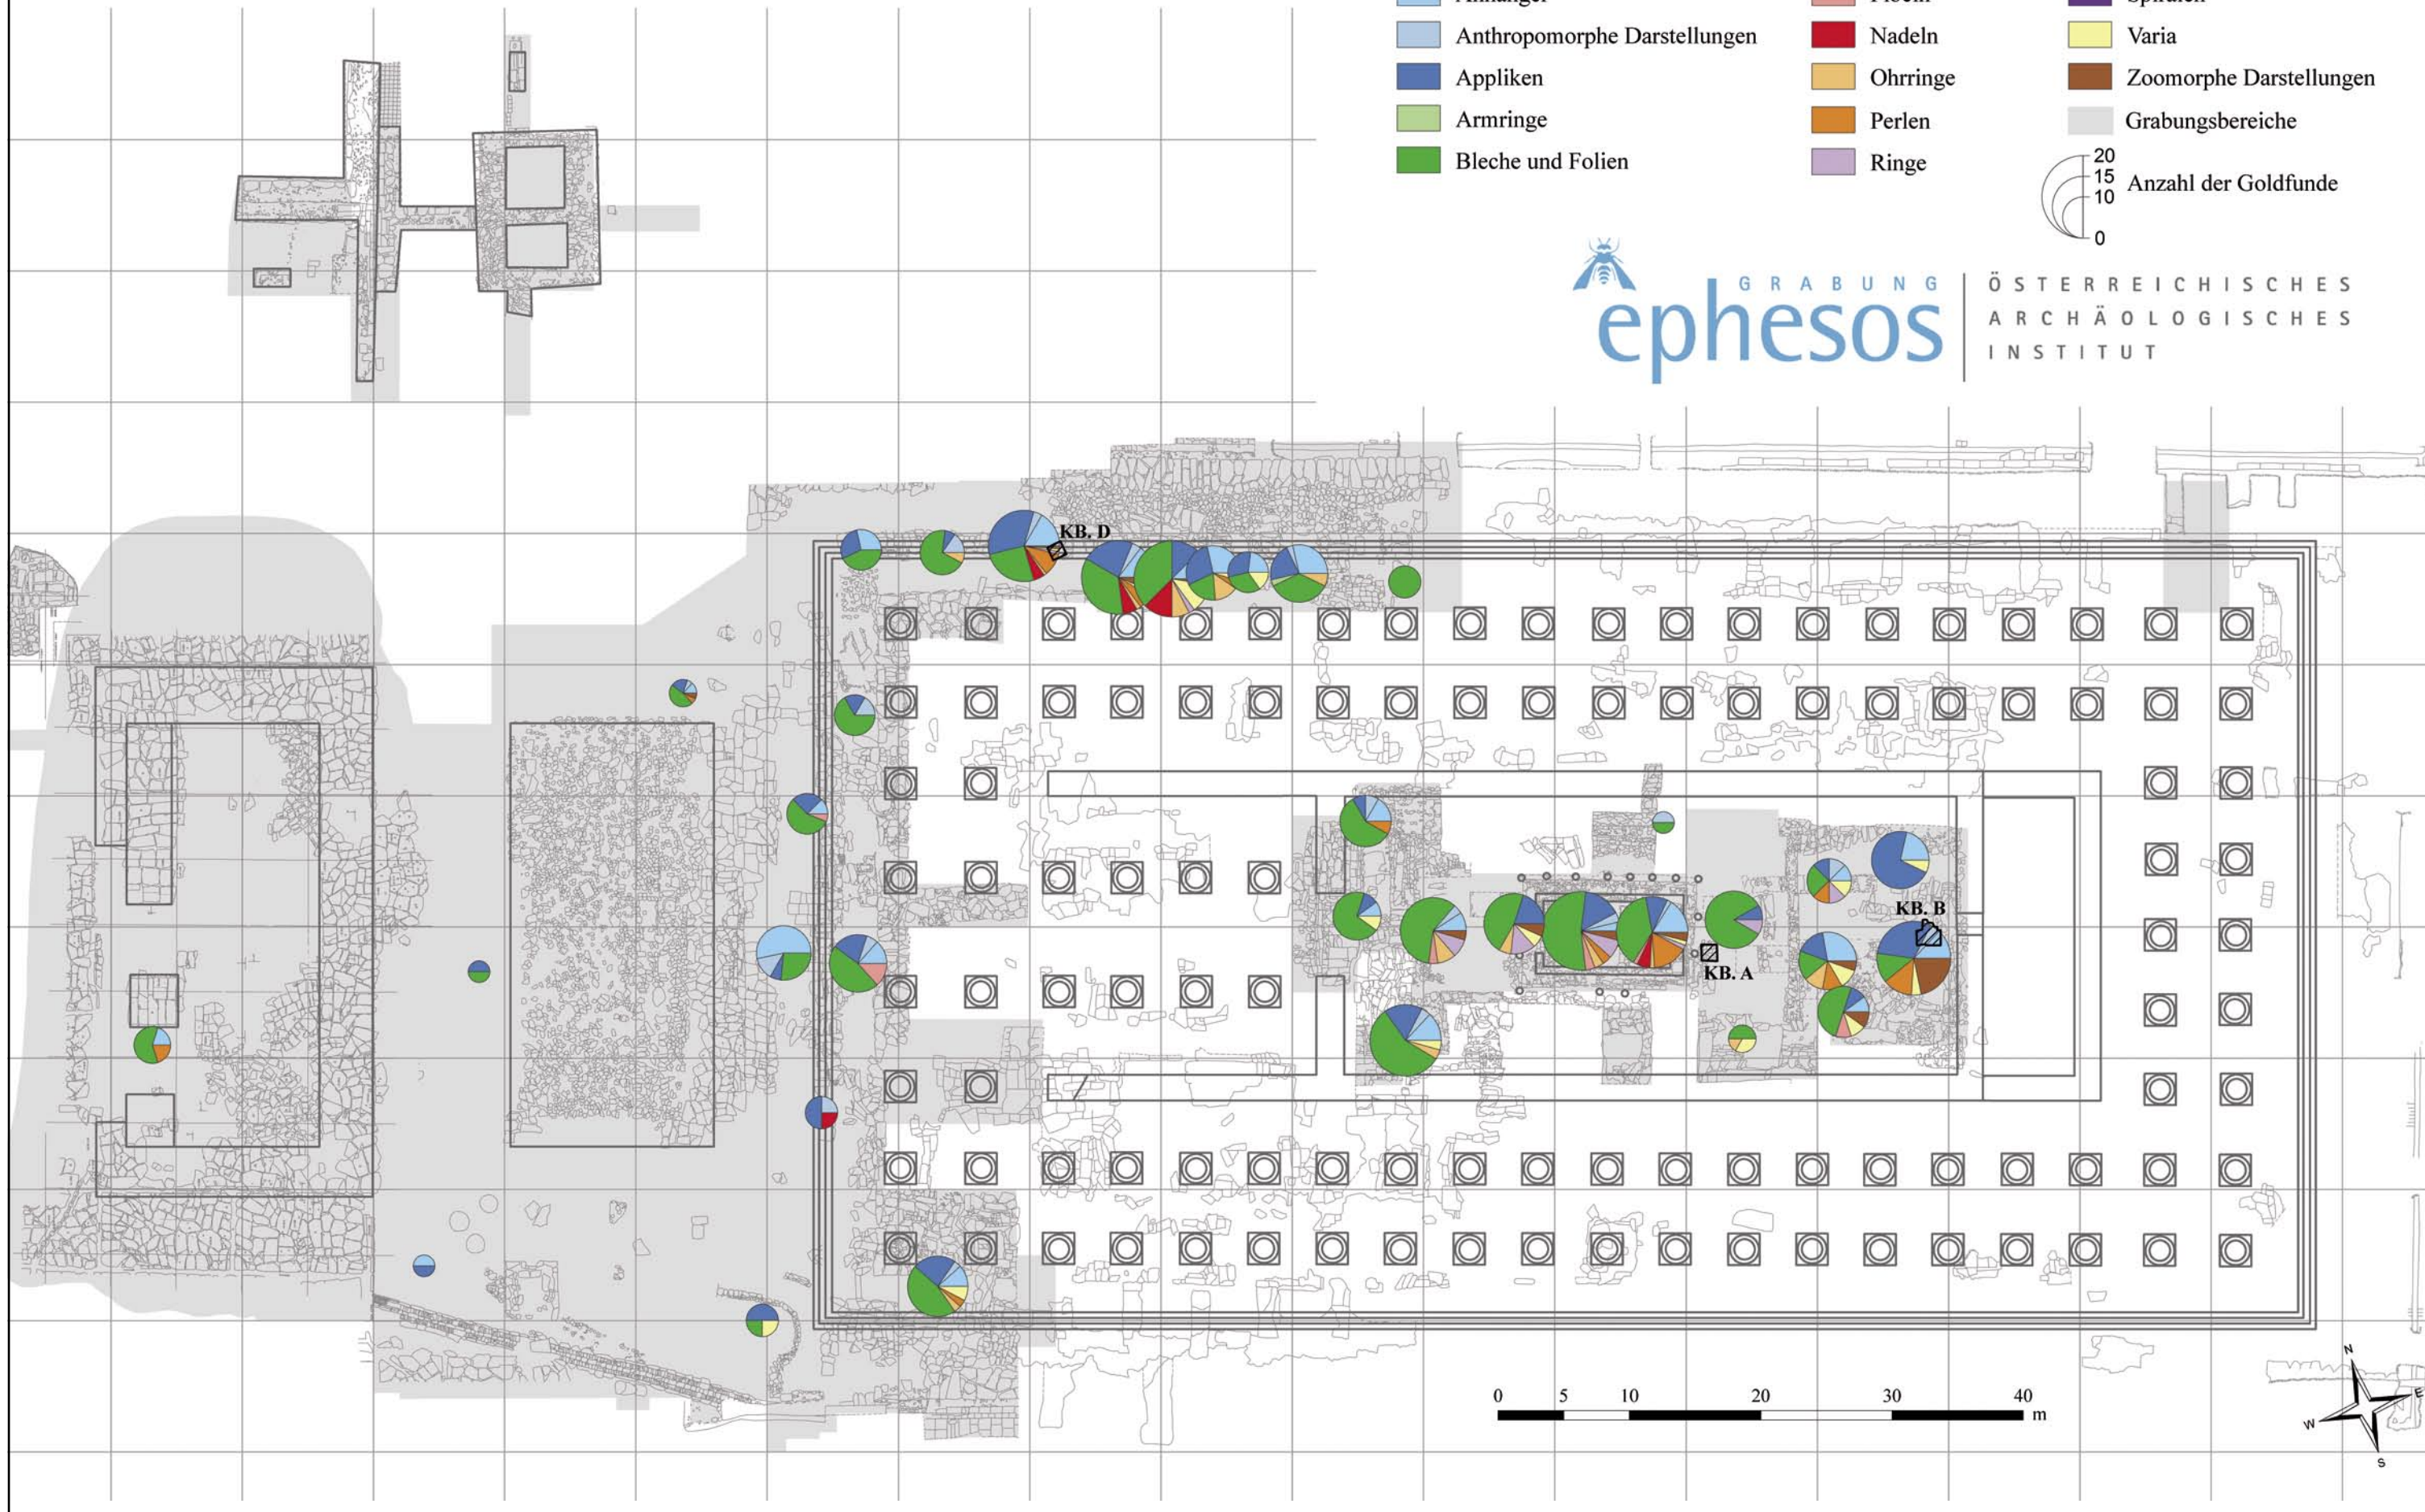 Anthropomorphe Darstellungen
Appliken
Armringe
Bleche und Folien
Nadeln
Ohrringe
Perlen
Ringe
Varia
Zoomorphe Darstellungen
Grabungsbereiche
20
15
10
0
Anzahl der Goldfunde
GRABUNG
ephesos
ÖSTERREICHISCHES
ARCHÄOLOGISCHES
INSTITUT
KB. D
KB. B
KB. A
0 5 10 20 30 40
m
N
E
W
S